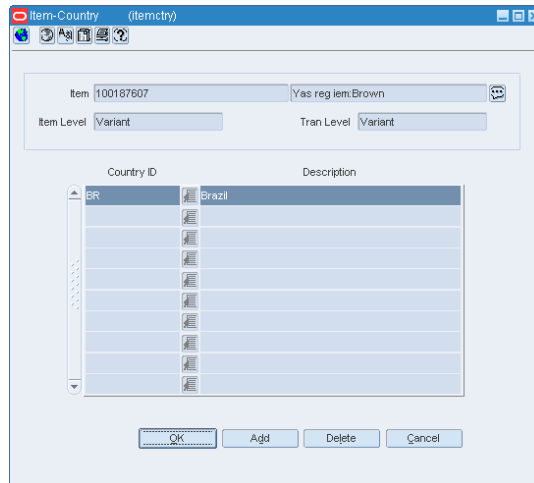 Item-Country (itemctry)
Item 100187607 Yas reg iem:Brown
Item Level Variant Tran Level Variant
Country ID Description
BR Brazil
OK Add Delete Cancel